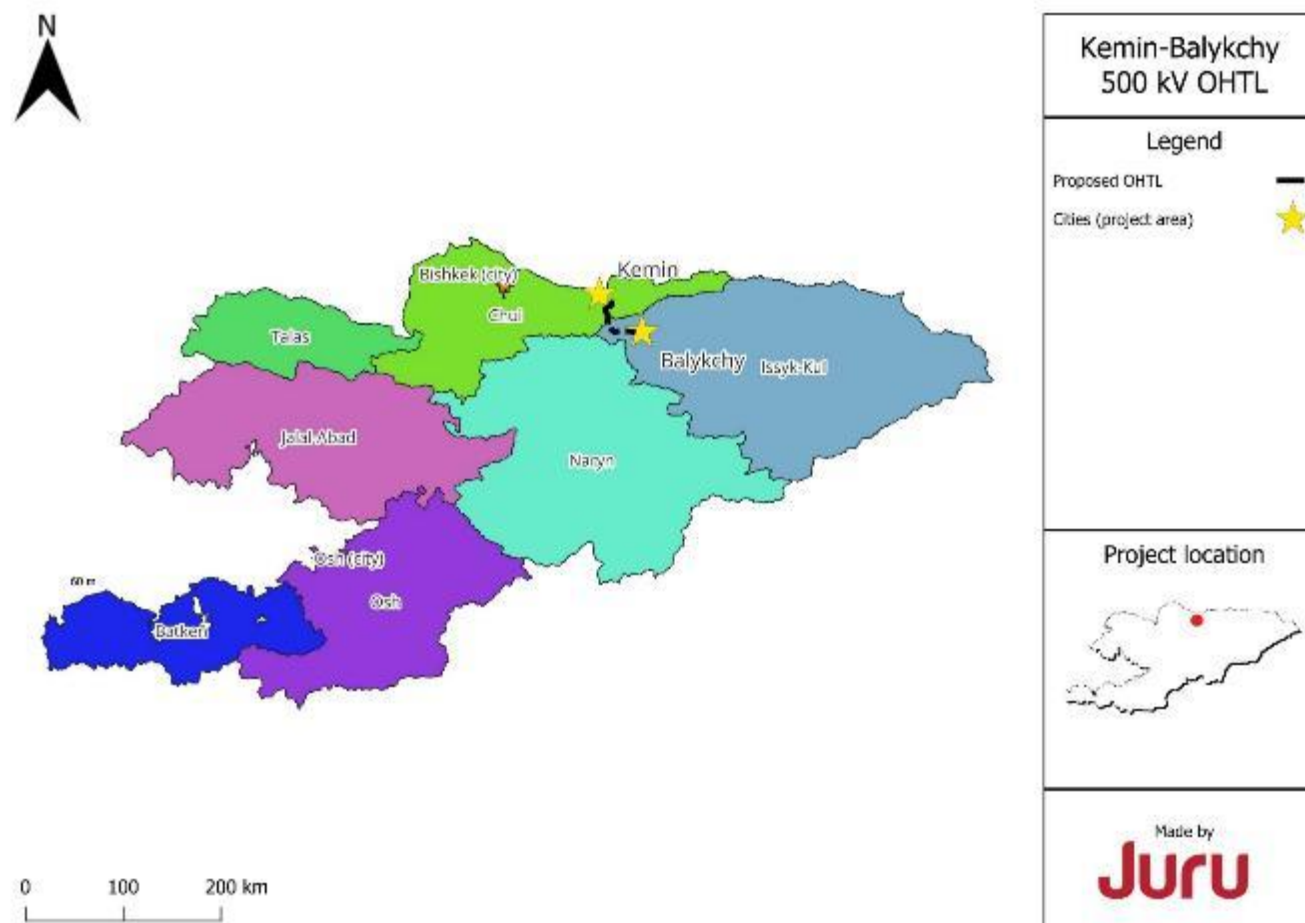 N
Kemin-Balykchy
500 kV OHTL
Legend
Proposed OHTL
Cities (project area)
Bishkek (city)
Kemin
Chui
Talas
Balykchy
Issyk-Kul
Jalal-Abad
Naryn
Osh (city)
60 m
Osh
Batken
Project location
Made by
Juru
0 100 200 km